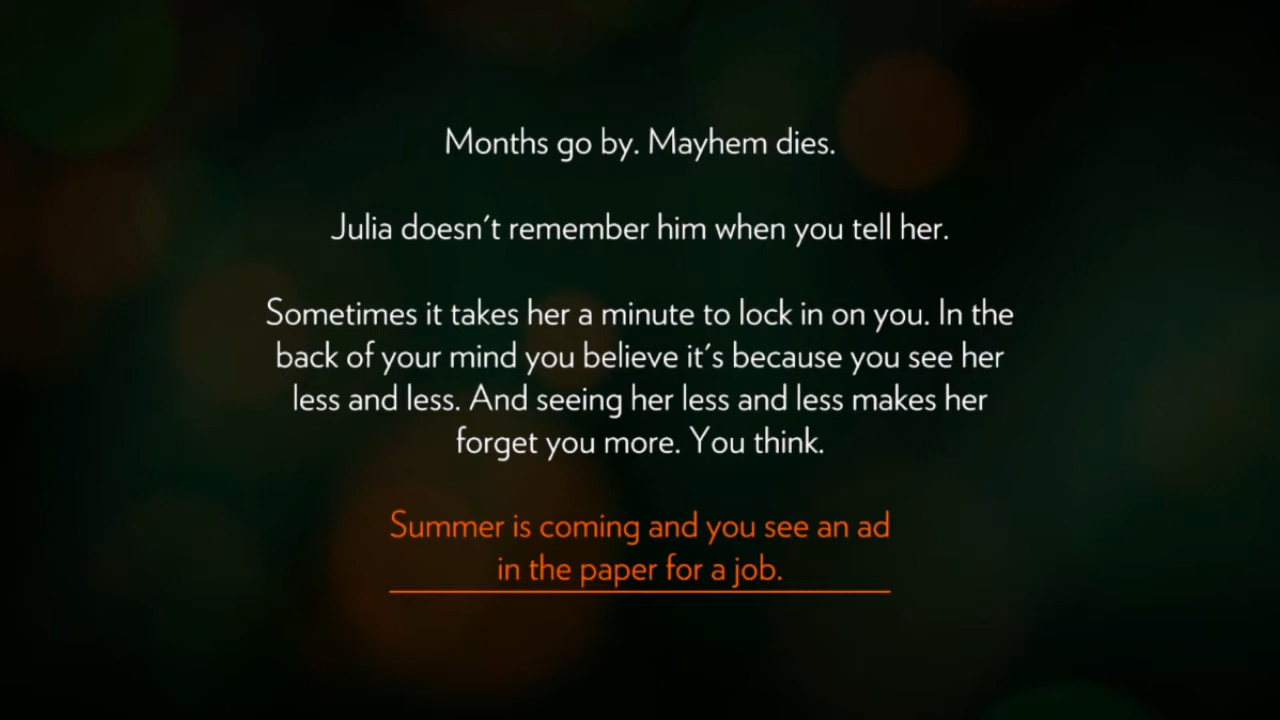 Months go by. Mayhem dies.
Julia doesn't remember him when you tell her.
Sometimes it takes her a minute to lock in on you. In the
back of your mind you believe it's because you see her
less and less. And seeing her less and less makes her
forget you more. You think.
Summer is coming and you see an ad
in the paper for a job.